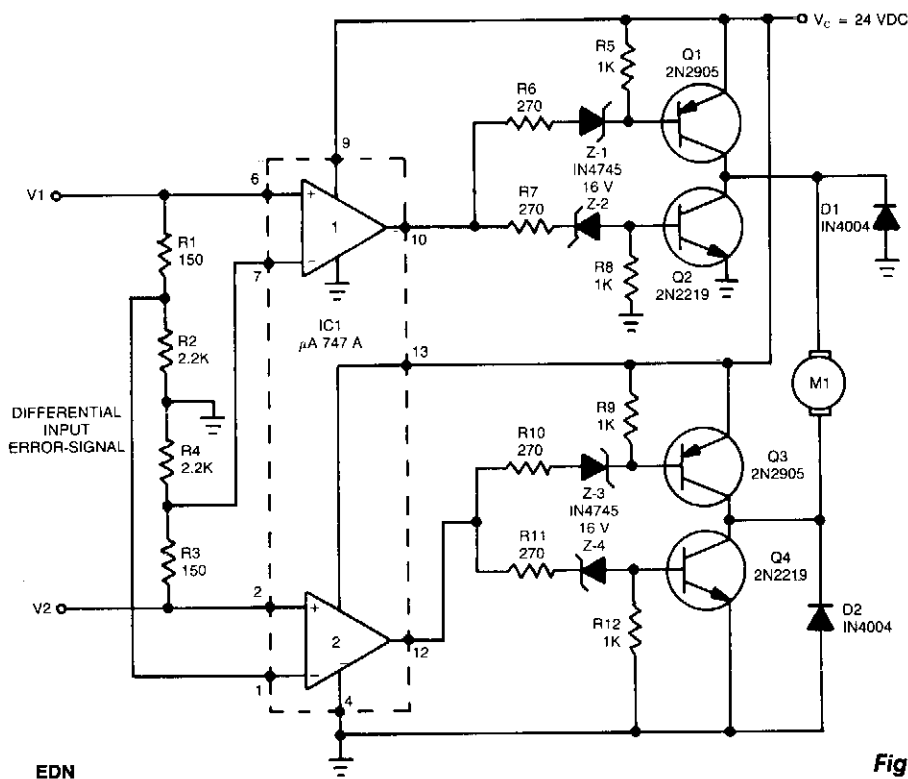 V_C = 24 VDC
R5
1K
Q1
2N2905
R6
270
9
Z-1
IN4745
16 V
Z-2
V1
6
+
1
-
10
R7
270
D1
IN4004
R1
150
7
−
R8
1K
Q2
2N2219
IC1
μA 747 A
R2
2.2K
13
M1
DIFFERENTIAL
INPUT
ERROR-SIGNAL
R4
2.2K
R9
1K
R10
270
Q3
2N2905
Z-3
IN4745
16 V
Z-4
R3
150
R11
270
Q4
2N2219
V2
2
+
2
−
12
R12
1K
D2
IN4004
1
−
4
EDN
Fig